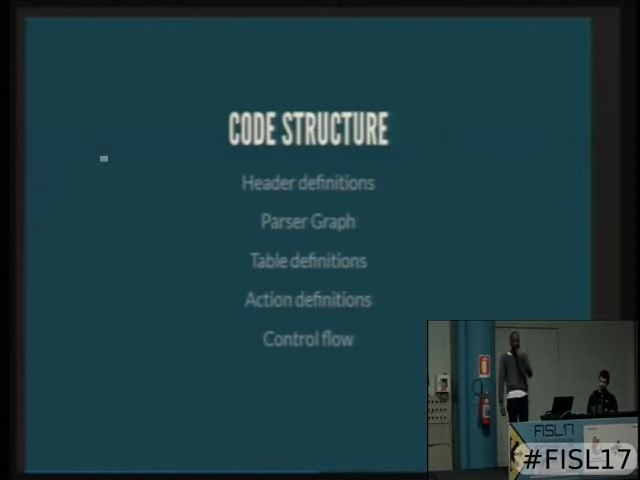 CODE STRUCTURE
Header definitions
Parser Graph
Table definitions
Action definitions
Control flow
FISL17
#FISL17